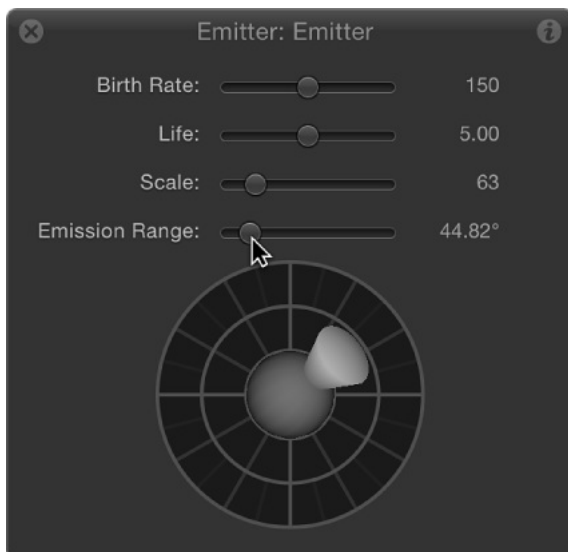 Emitter: Emitter
Birth Rate: 150
Life: 5.00
Scale: 63
Emission Range: 44.82°